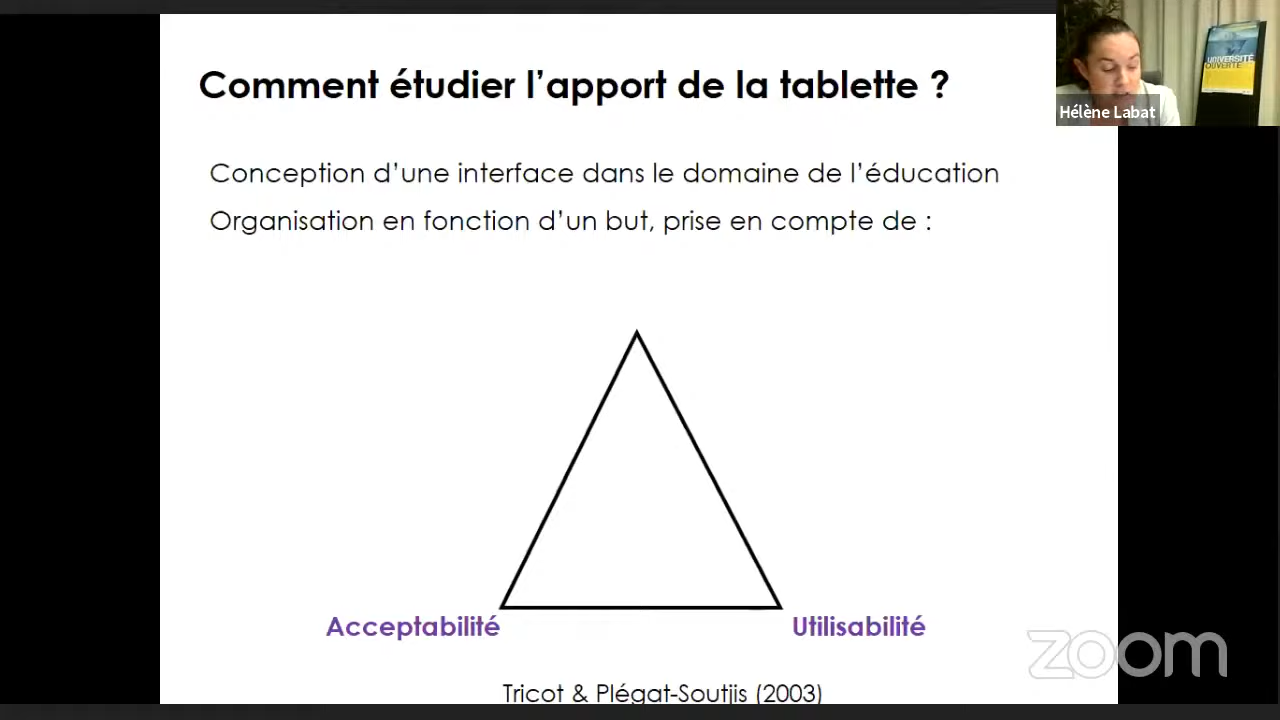 Comment étudier l’apport de la tablette ?
Conception d’une interface dans le domaine de l’éducation
Organisation en fonction d’un but, prise en compte de :
Acceptabilité
Utilisabilité
Tricot & Plégat-Soutjis (2003)
Hélène Labat
UNIVERSITÉ
OUVERTE
zoom